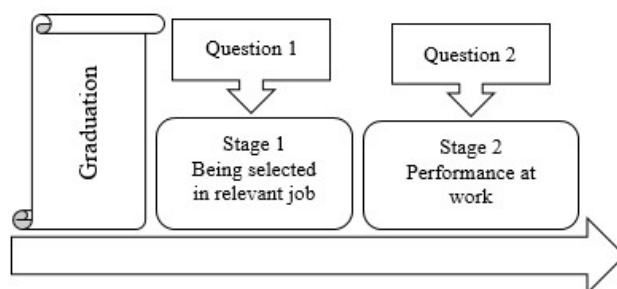 Graduation
Question 1
Question 2
Stage 1
Being selected
in relevant job
Stage 2
Performance at
work